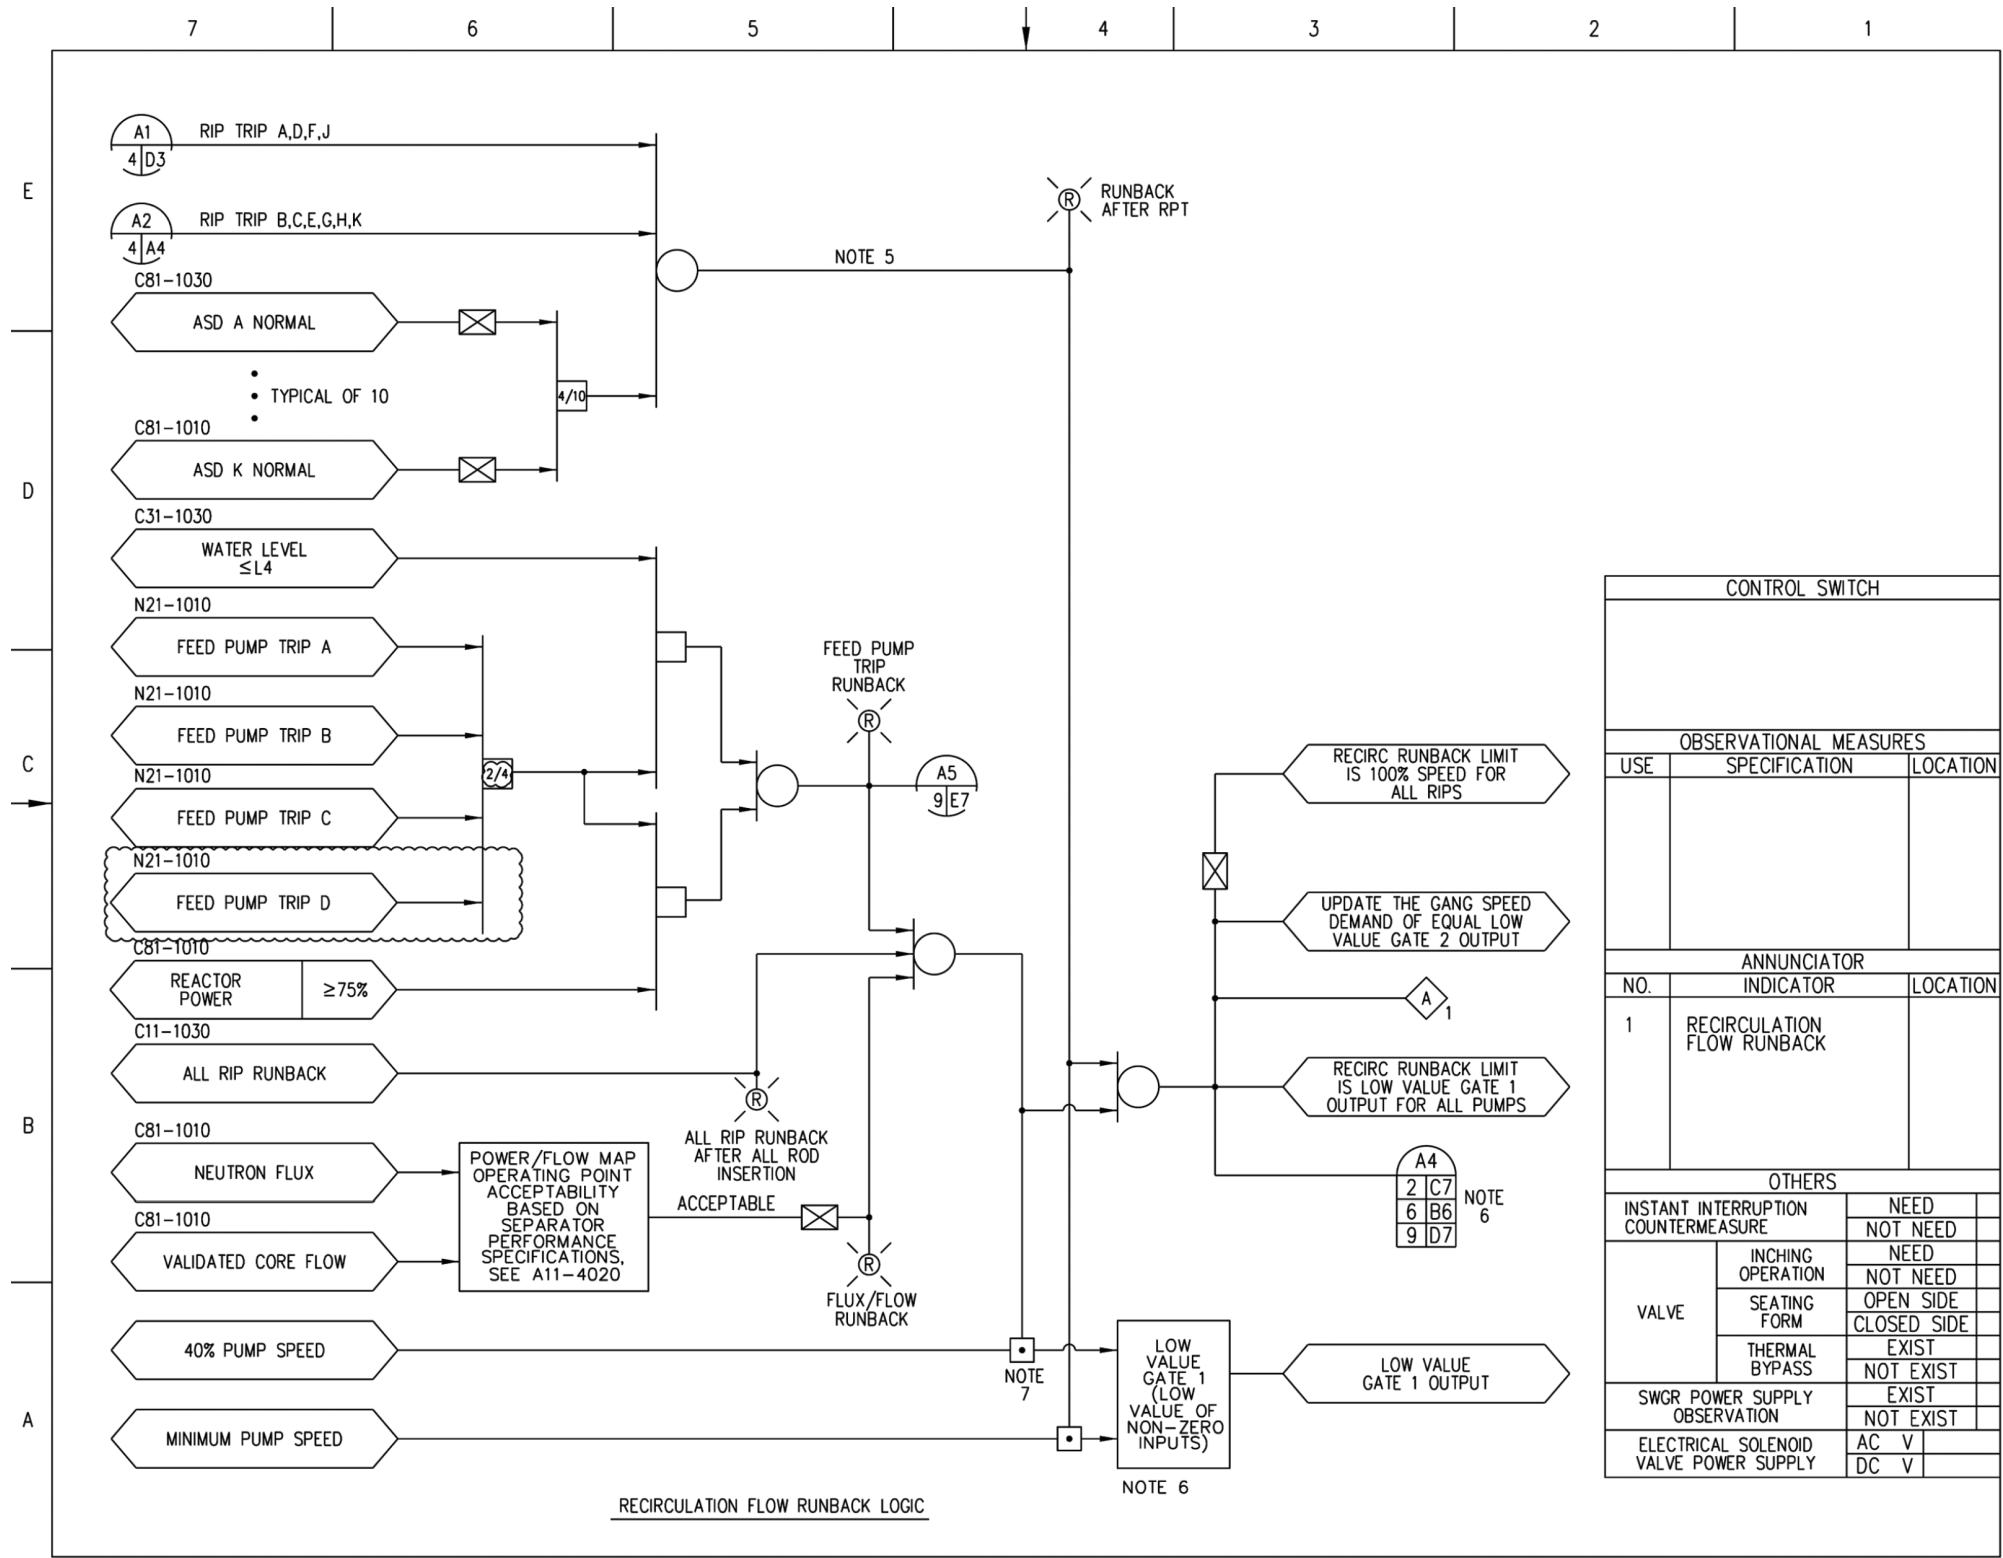 7 6 5 4 3 2 1
E
D
C
B
A
A1
4 D3
RIP TRIP A,D,F,J
A2
4 A4
RIP TRIP B,C,E,G,H,K
C81-1030
ASD A NORMAL
TYPICAL OF 10
C81-1010
ASD K NORMAL
4/10
NOTE 5
RUNBACK
AFTER RPT
R
C31-1030
WATER LEVEL
≤L4
N21-1010
FEED PUMP TRIP A
N21-1010
FEED PUMP TRIP B
N21-1010
FEED PUMP TRIP C
N21-1010
FEED PUMP TRIP D
2/4
C81-1010
REACTOR
POWER
≥75%
FEED PUMP
TRIP
RUNBACK
R
A5
9 E7
C11-1030
ALL RIP RUNBACK
R
ALL RIP RUNBACK
AFTER ALL ROD
INSERTION
C81-1010
NEUTRON FLUX
C81-1010
VALIDATED CORE FLOW
POWER/FLOW MAP
OPERATING POINT
ACCEPTABILITY
BASED ON
SEPARATOR
PERFORMANCE
SPECIFICATIONS,
SEE A11-4020
ACCEPTABLE
R
FLUX/FLOW
RUNBACK
40% PUMP SPEED
NOTE
7
MINIMUM PUMP SPEED
LOW
VALUE
GATE 1
(LOW
VALUE OF
NON-ZERO
INPUTS)
NOTE 6
LOW VALUE
GATE 1 OUTPUT
RECIRC RUNBACK LIMIT
IS 100% SPEED FOR
ALL RIPS
UPDATE THE GANG SPEED
DEMAND OF EQUAL LOW
VALUE GATE 2 OUTPUT
A
1
RECIRC RUNBACK LIMIT
IS LOW VALUE GATE 1
OUTPUT FOR ALL PUMPS
A4
2 C7
6 B6
9 D7
NOTE
6
RECIRCULATION FLOW RUNBACK LOGIC
CONTROL SWITCH
OBSERVATIONAL MEASURES
USE SPECIFICATION LOCATION
ANNUNCIATOR
NO. INDICATOR LOCATION
1 RECIRCULATION
FLOW RUNBACK
OTHERS
INSTANT INTERRUPTION
COUNTERMEASURE
NEED
NOT NEED
VALVE
INCHING
OPERATION
NEED
NOT NEED
SEATING
FORM
OPEN SIDE
CLOSED SIDE
THERMAL
BYPASS
EXIST
NOT EXIST
SWGR POWER SUPPLY
OBSERVATION
EXIST
NOT EXIST
ELECTRICAL SOLENOID
VALVE POWER SUPPLY
AC V
DC V